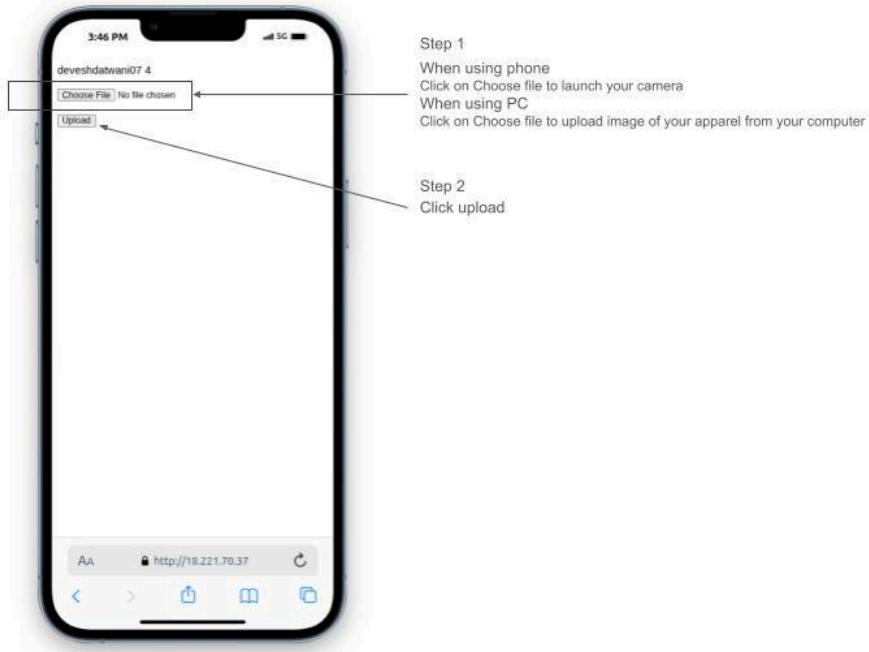 3:46 PM 5G
deveshdatwani07 4
Choose File No file chosen
Upload
AA http://18.221.70.37
Step 1
When using phone
Click on Choose file to launch your camera
When using PC
Click on Choose file to upload image of your apparel from your computer
Step 2
Click upload